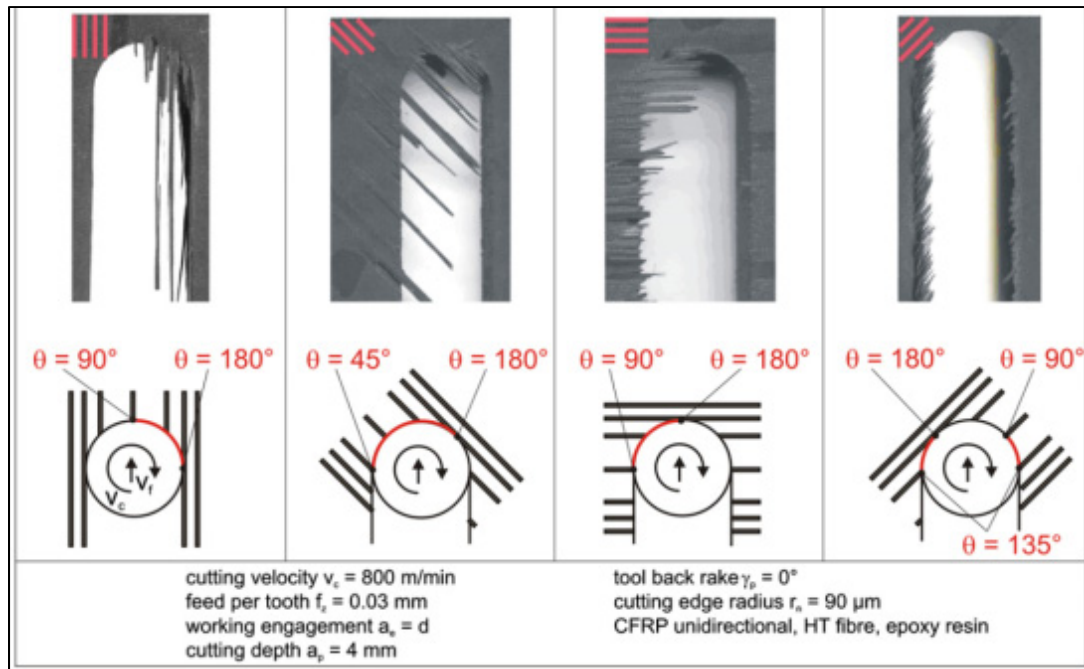 θ = 90° θ = 180°
θ = 45° θ = 180°
θ = 90° θ = 180°
θ = 180° θ = 90°
v_c v_f
θ = 135°
cutting velocity v_c = 800 m/min
feed per tooth f_z = 0.03 mm
working engagement a_e = d
cutting depth a_p = 4 mm
tool back rake γ_p = 0°
cutting edge radius r_n = 90 µm
CFRP unidirectional, HT fibre, epoxy resin